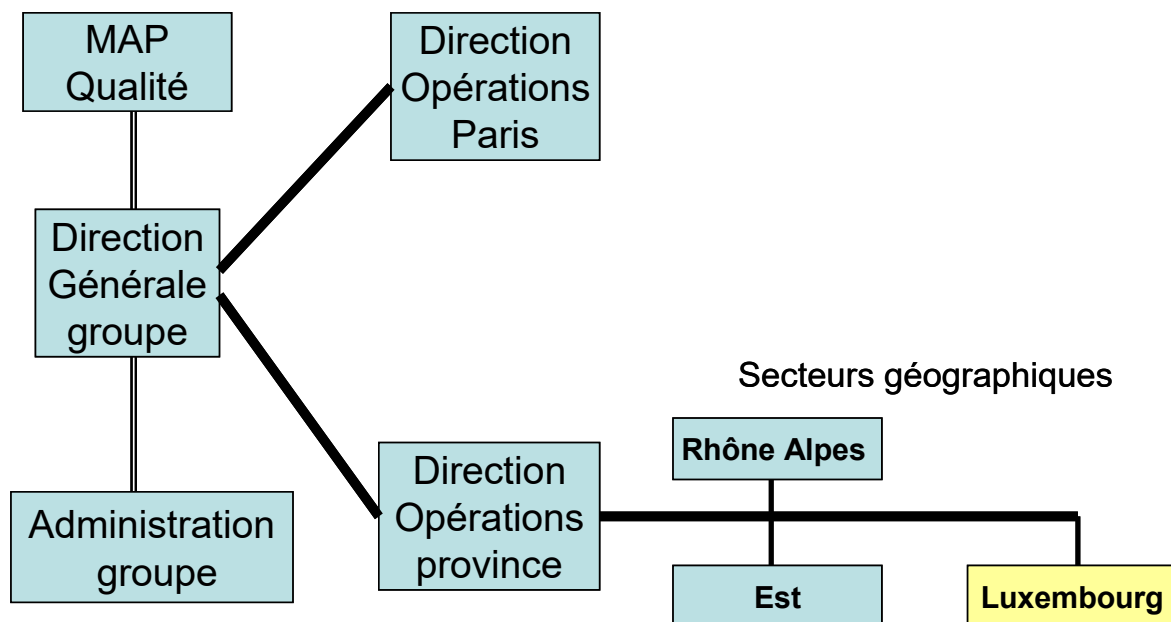 MAP
Qualité
Direction
Opérations
Paris
Direction
Générale
groupe
Secteurs géographiques
Rhône Alpes
Direction
Opérations
province
Administration
groupe
Est
Luxembourg